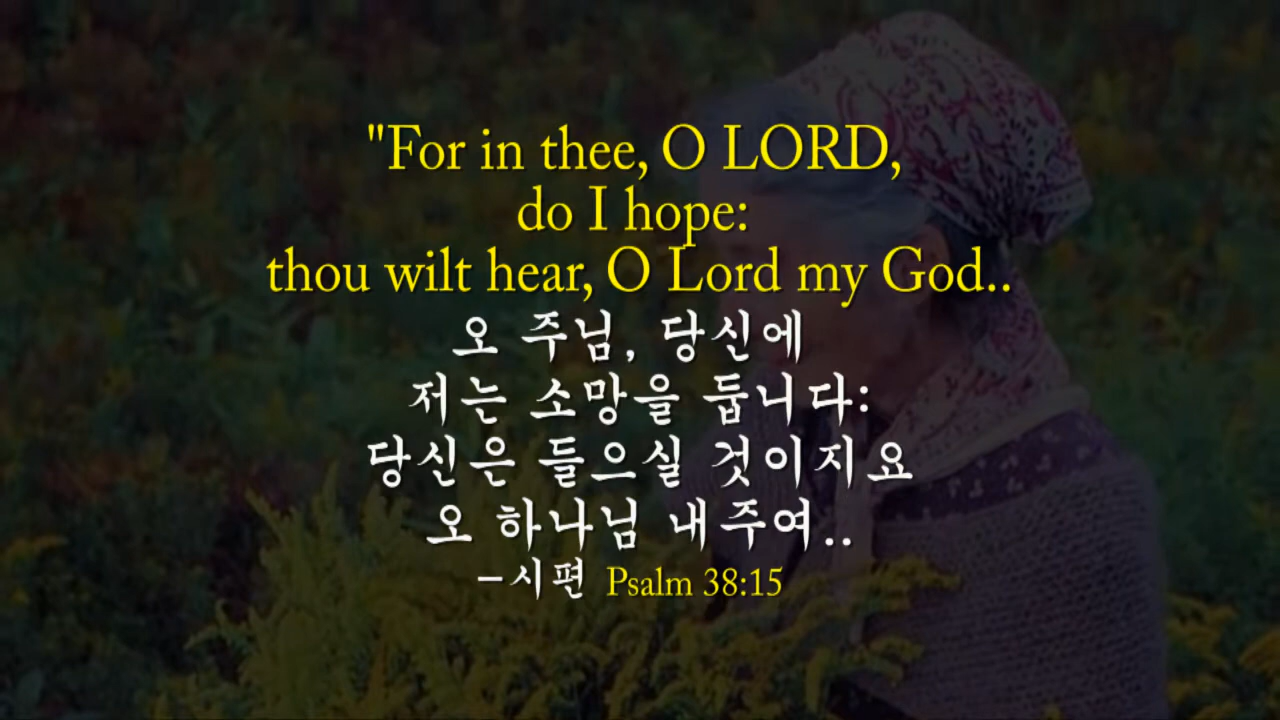 "For in thee, O LORD,
do I hope:
thou wilt hear, O Lord my God..
오 주님, 당신에
저는 소망을 둡니다:
당신은 들으실 것이지요
오 하나님 내주여..
-시편 Psalm 38:15